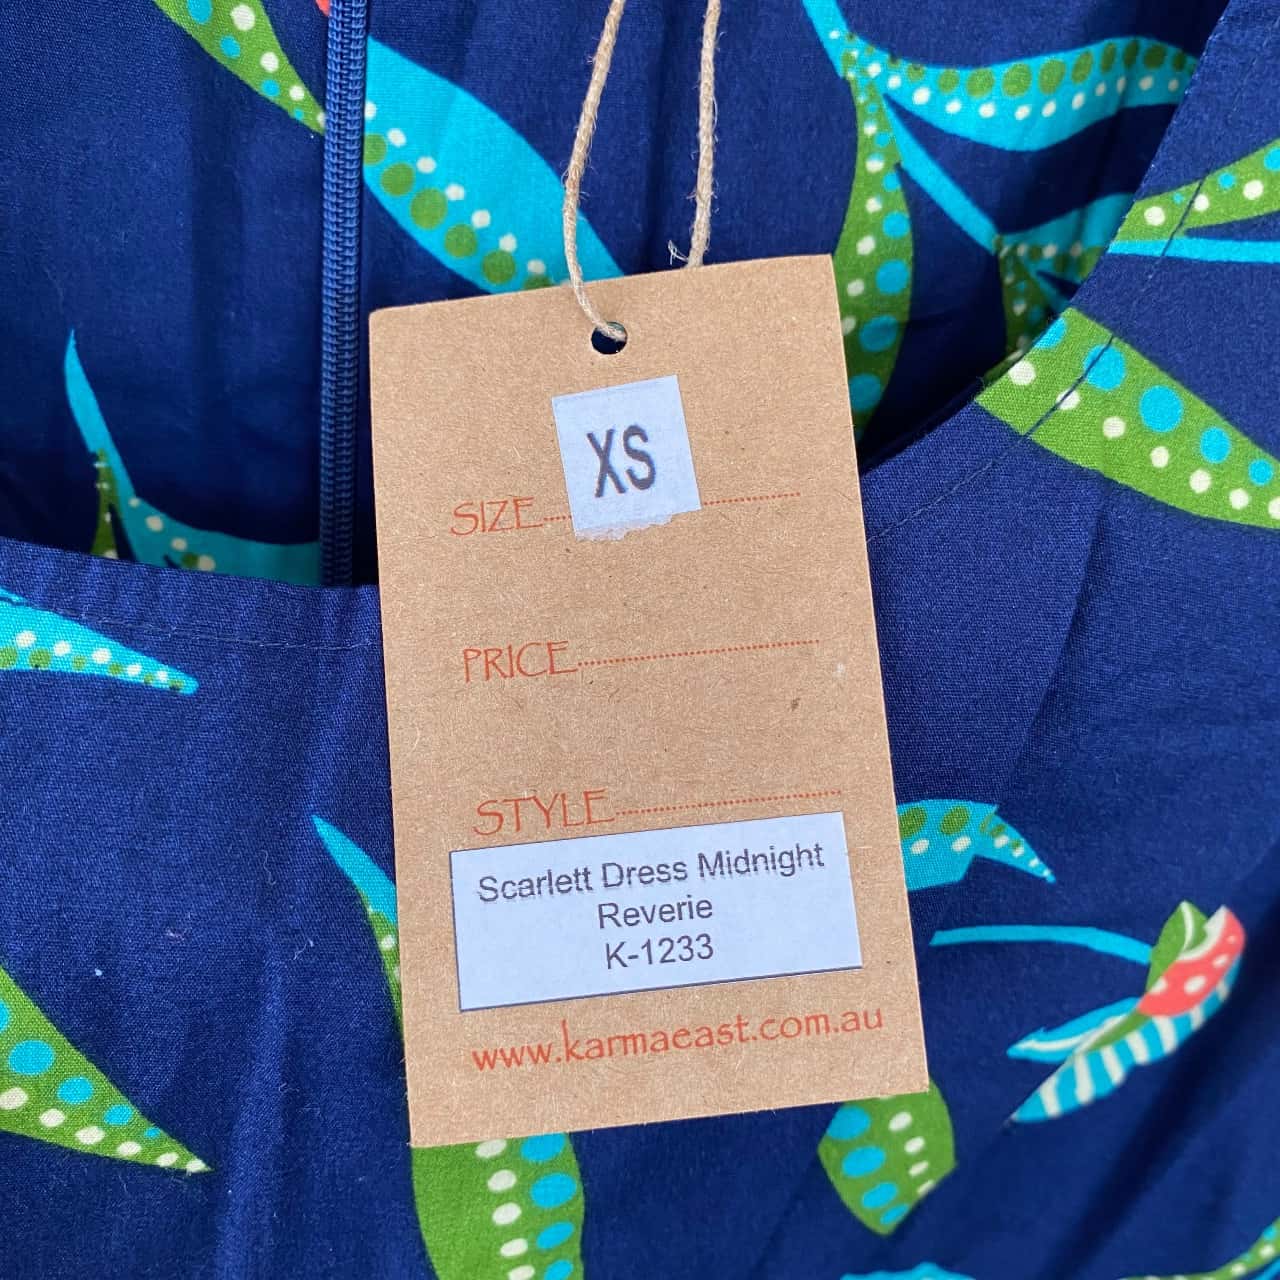 XS
SIZE
PRICE
STYLE
Scarlett Dress Midnight
Reverie
K-1233
www.karmaeast.com.au